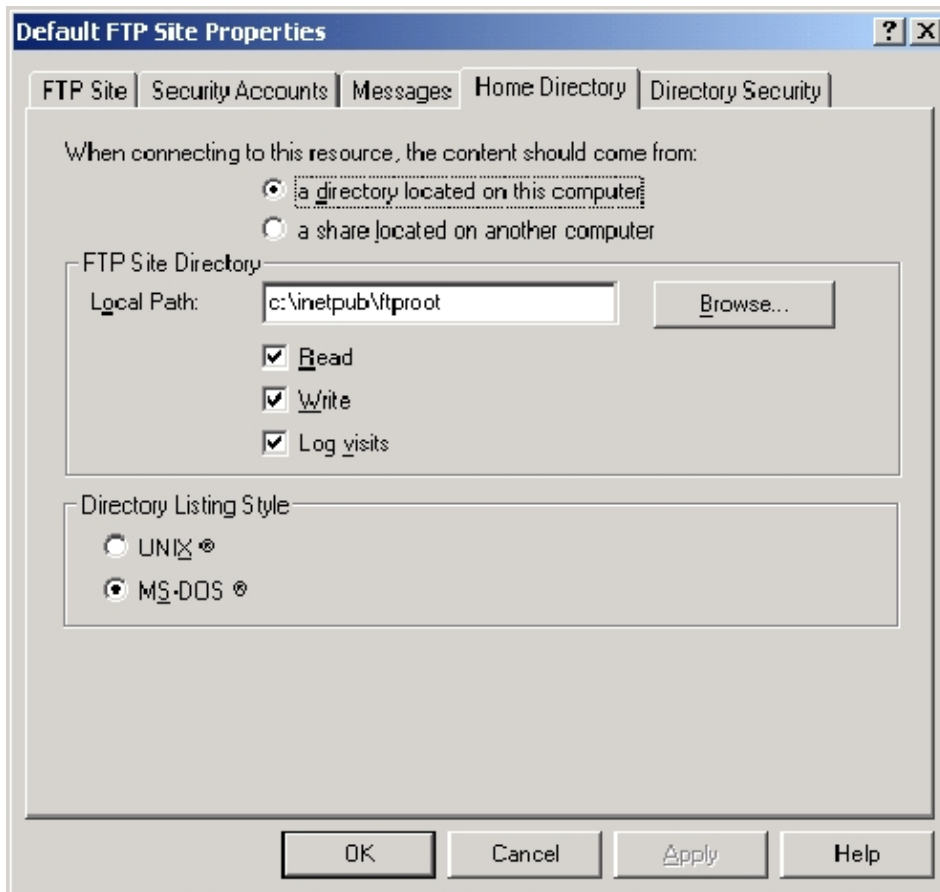 Default FTP Site Properties
FTP Site Security Accounts Messages Home Directory Directory Security
When connecting to this resource, the content should come from:
a directory located on this computer
a share located on another computer
FTP Site Directory
Local Path: c:\inetpub\ftproot Browse...
Read
Write
Log visits
Directory Listing Style
UNIX ®
MS-DOS ®
OK Cancel Apply Help